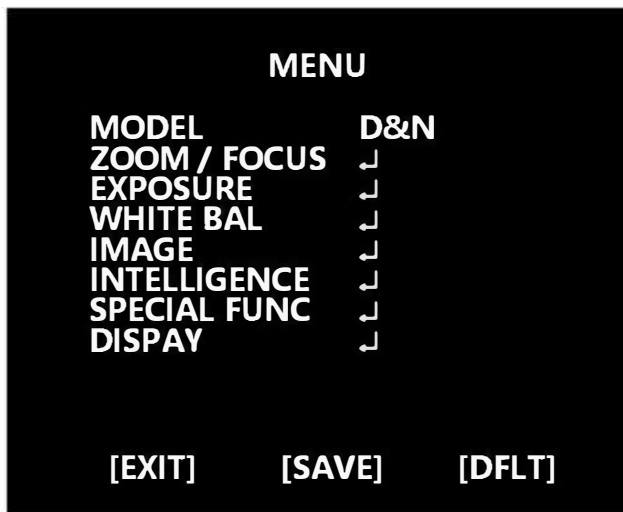 MENU
MODEL D&N
ZOOM / FOCUS ↵
EXPOSURE ↵
WHITE BAL ↵
IMAGE ↵
INTELLIGENCE ↵
SPECIAL FUNC ↵
DISPAY ↵
[EXIT] [SAVE] [DFLT]